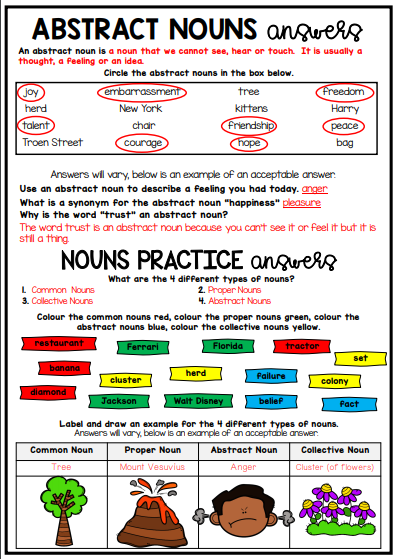 ABSTRACT NOUNS answers
An abstract noun is a noun that we cannot see, hear or touch. It is usually a
thought, a feeling or an idea.
Circle the abstract nouns in the box below.
joy embarrassment tree freedom
herd New York kittens Harry
talent chair friendship peace
Troen Street courage hope bag
Answers will vary, below is an example of an acceptable answer.
Use an abstract noun to describe a feeling you had today. anger
What is a synonym for the abstract noun "happiness" pleasure
Why is the word "trust" an abstract noun?
The word trust is an abstract noun because you can't see it or feel it but it is
still a thing.
NOUNS PRACTICE answers
What are the 4 different types of nouns?
1. Common Nouns 2. Proper Nouns
3. Collective Nouns 4. Abstract Nouns
Colour the common nouns red, colour the proper nouns green, colour the
abstract nouns blue, colour the collective nouns yellow.
restaurant Ferrari Florida tractor
set
banana cluster herd failure colony
diamond Jackson Walt Disney belief fact
Label and draw an example for the 4 different types of nouns.
Answers will vary, below is an example of an acceptable answer.
Common Noun Proper Noun Abstract Noun Collective Noun
Tree Mount Vesuvius Anger Cluster (of flowers)